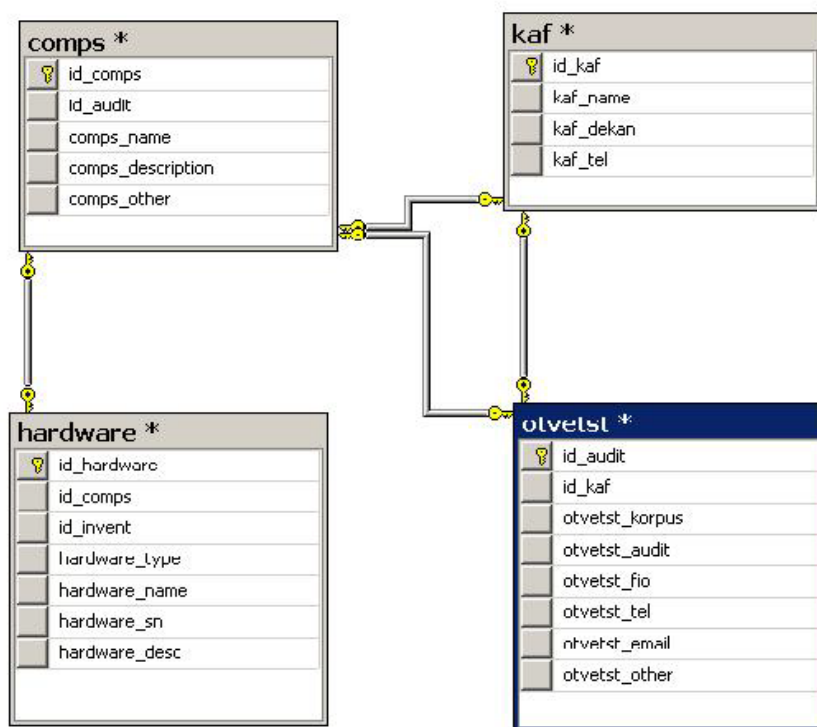 comps *
id_comps
id_audit
comps_name
comps_description
comps_other
kaf *
id_kaf
kaf_name
kaf_dekan
kaf_tel
hardware *
id_hardware
id_comps
id_invent
hardware_type
hardware_name
hardware_sn
hardware_desc
otvetst *
id_audit
id_kaf
otvetst_korpus
otvetst_audit
otvetst_fio
otvetst_tel
otvetst_email
otvetst_other